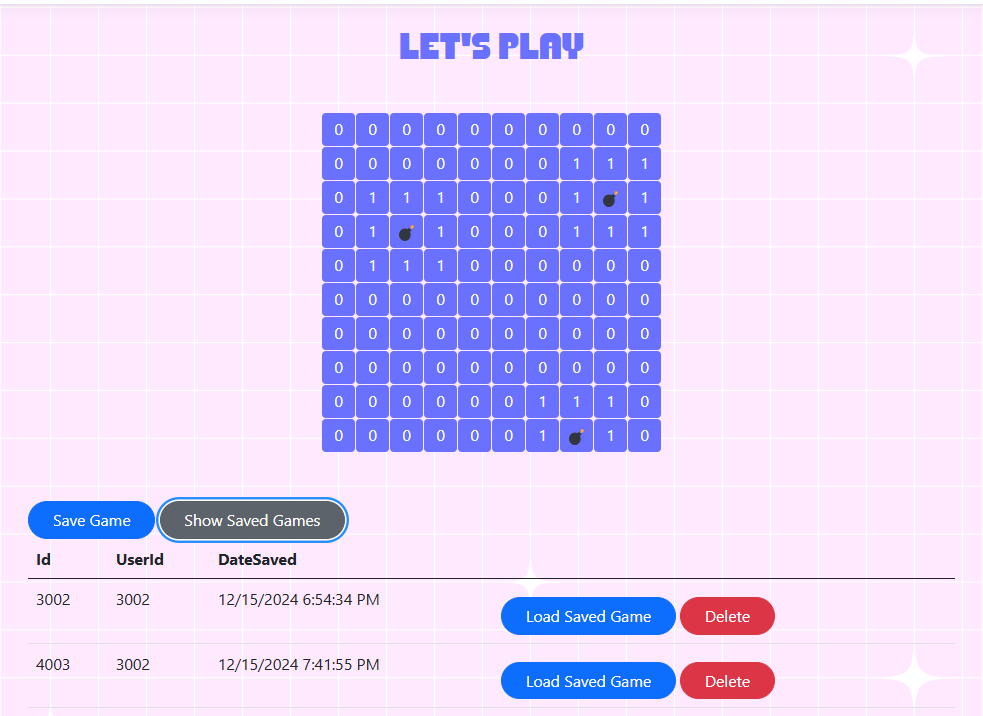 LET'S PLAY
0 0 0 0 0 0 0 0 0 0
0 0 0 0 0 0 0 1 1 1
0 1 1 1 0 0 0 1 1
0 1 1 0 0 0 1 1 1
0 1 1 1 0 0 0 0 0 0
0 0 0 0 0 0 0 0 0 0
0 0 0 0 0 0 0 0 0 0
0 0 0 0 0 0 0 0 0 0
0 0 0 0 0 0 1 1 1 0
0 0 0 0 0 0 1 1 0
Save Game Show Saved Games
Id UserId DateSaved
3002 3002 12/15/2024 6:54:34 PM Load Saved Game Delete
4003 3002 12/15/2024 7:41:55 PM Load Saved Game Delete